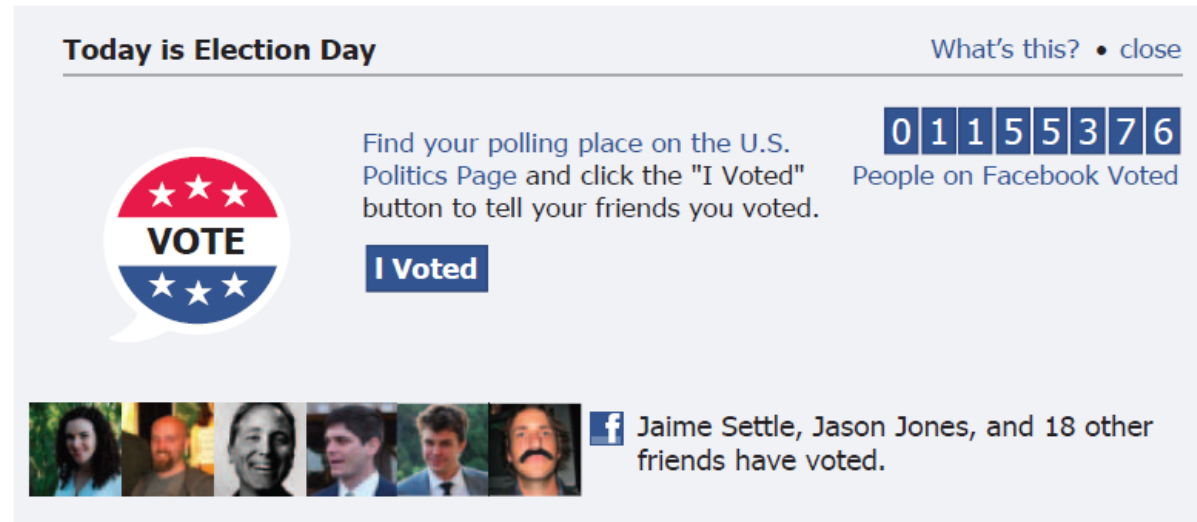 Today is Election Day
What's this? • close
Find your polling place on the U.S.
Politics Page and click the "I Voted"
button to tell your friends you voted.
I Voted
01155376
People on Facebook Voted
VOTE
f Jaime Settle, Jason Jones, and 18 other
friends have voted.